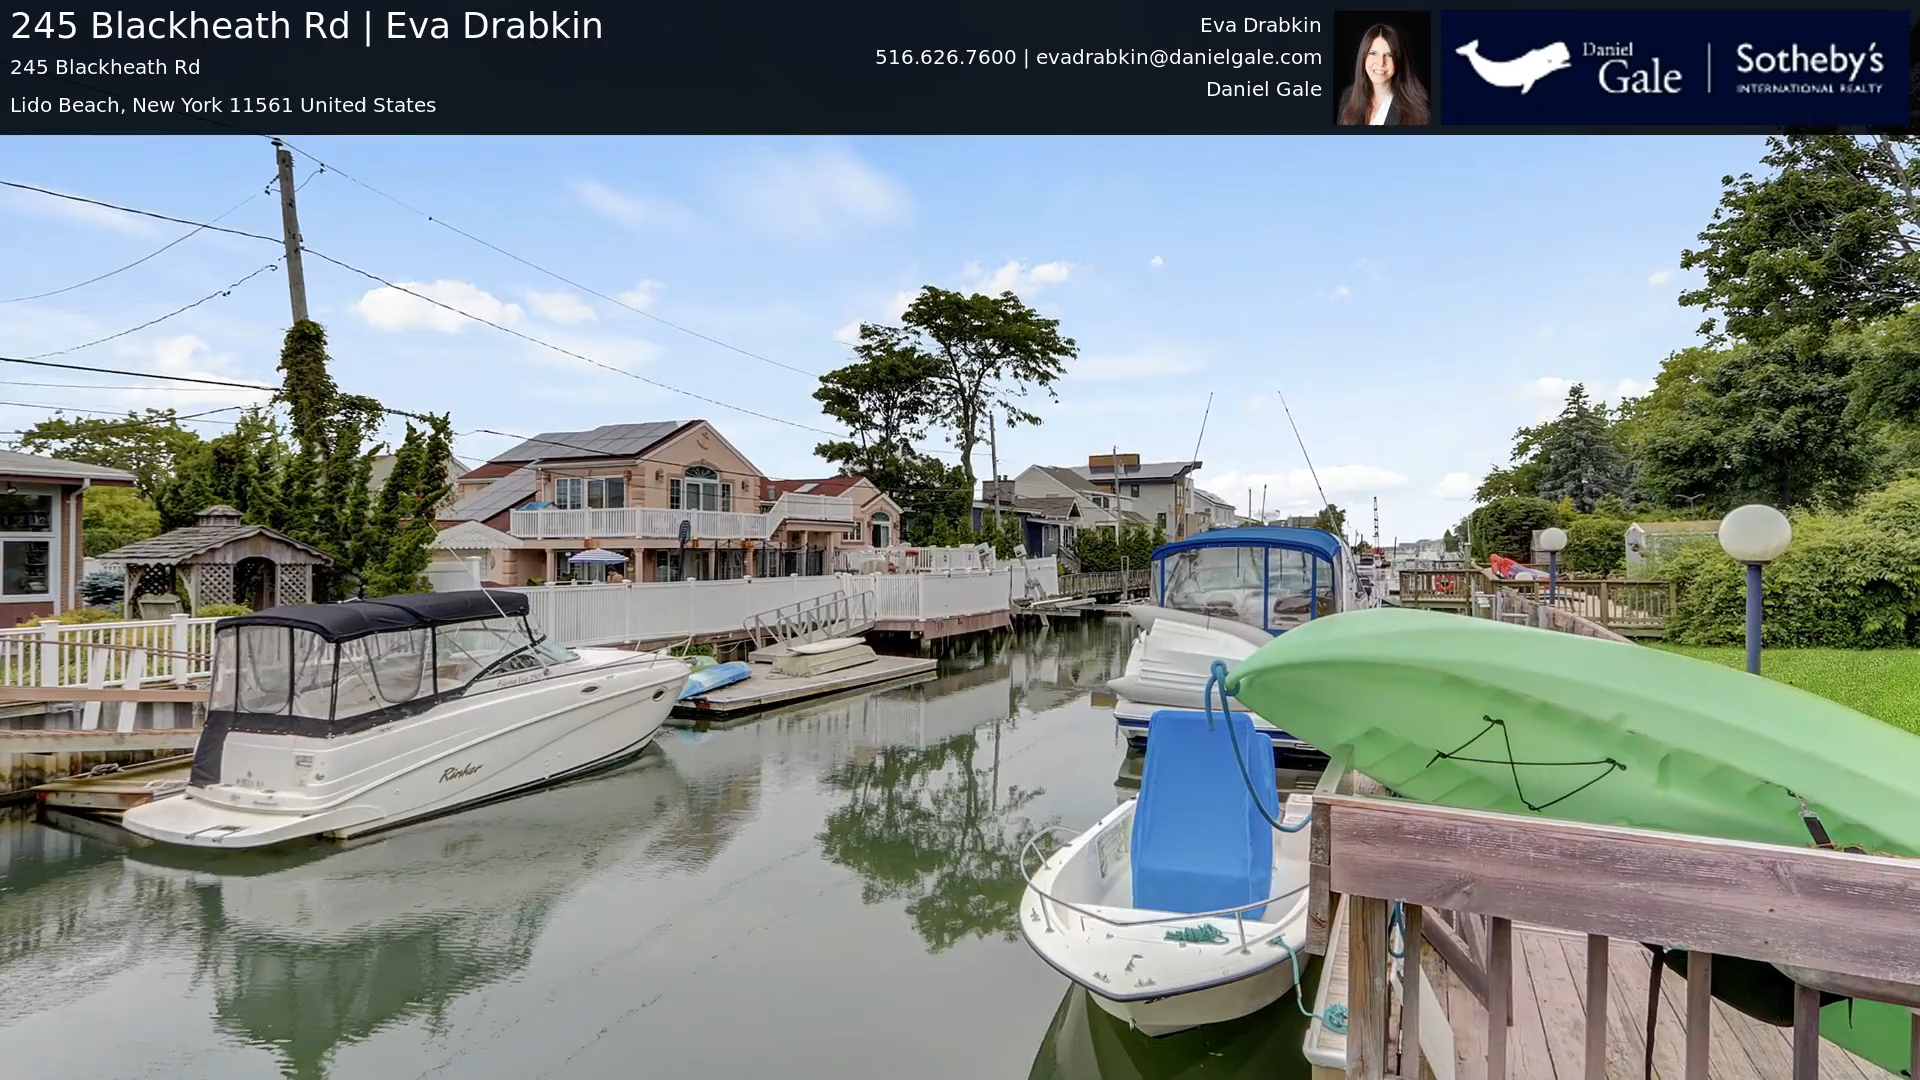 245 Blackheath Rd | Eva Drabkin
245 Blackheath Rd
Lido Beach, New York 11561 United States
Eva Drabkin
516.626.7600 | evadrabkin@danielgale.com
Daniel Gale
Daniel
Gale
Sotheby's
INTERNATIONAL REALTY
Rinker